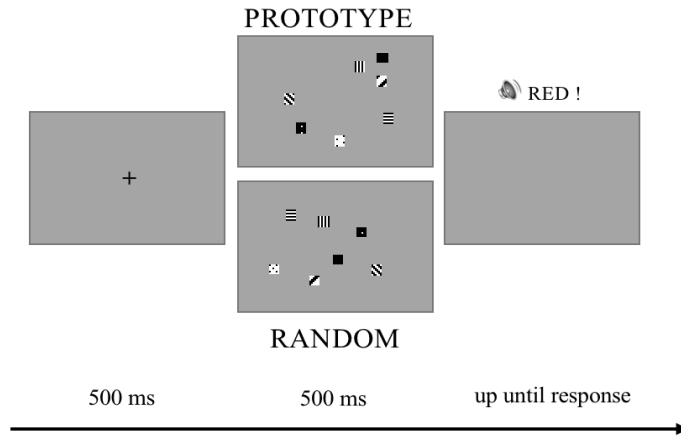 PROTOTYPE
RED !
+
RANDOM
500 ms
500 ms
up until response